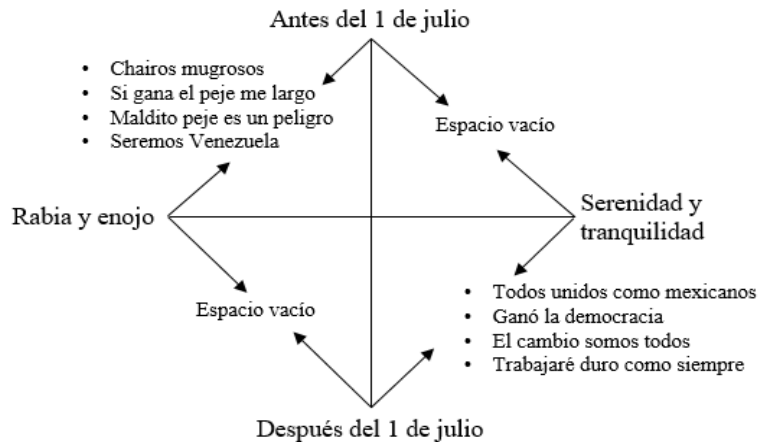 Antes del 1 de julio
• Chairos mugrosos
• Si gana el peje me largo
• Maldito peje es un peligro
• Seremos Venezuela
Espacio vacío
Rabia y enojo
Serenidad y
tranquilidad
Espacio vacío
• Todos unidos como mexicanos
• Ganó la democracia
• El cambio somos todos
• Trabajaré duro como siempre
Después del 1 de julio